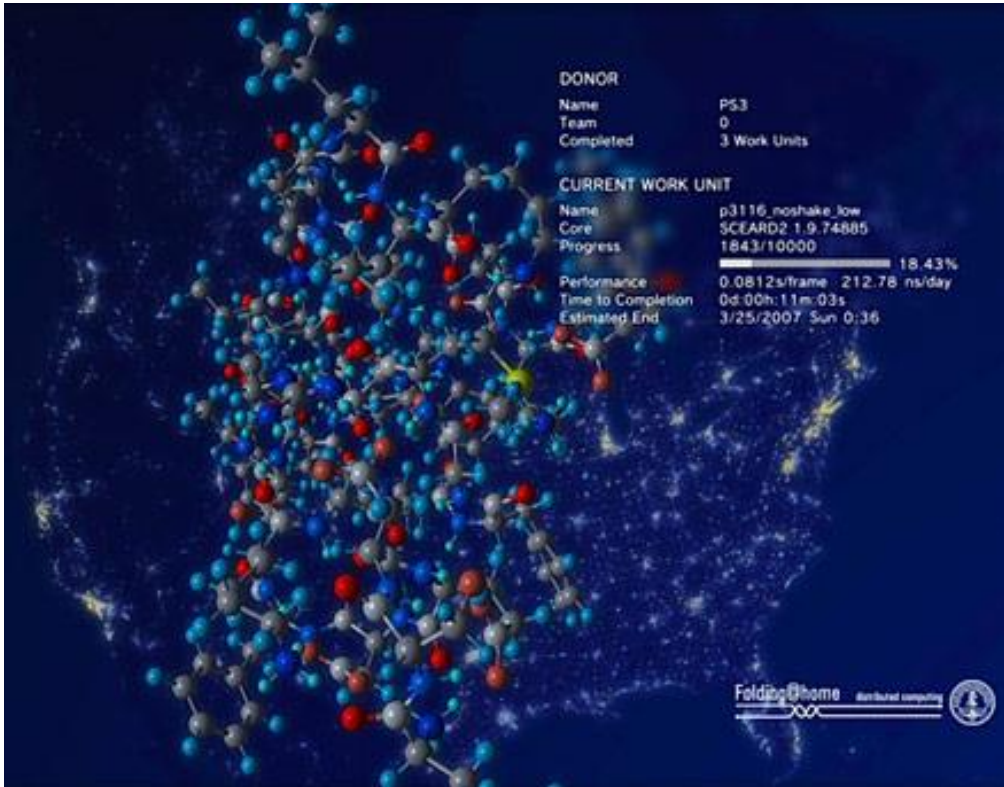 DONOR
Name PS3
Team 0
Completed 3 Work Units
CURRENT WORK UNIT
Name p3116_noshake_low
Core SCEARD2 1.9.74885
Progress 1843/10000
18.43%
Performance 0.0812s/frame 212.78 ns/day
Time to Completion 0d:00h:11m:03s
Estimated End 3/25/2007 Sun 0:36
Folding@home distributed computing